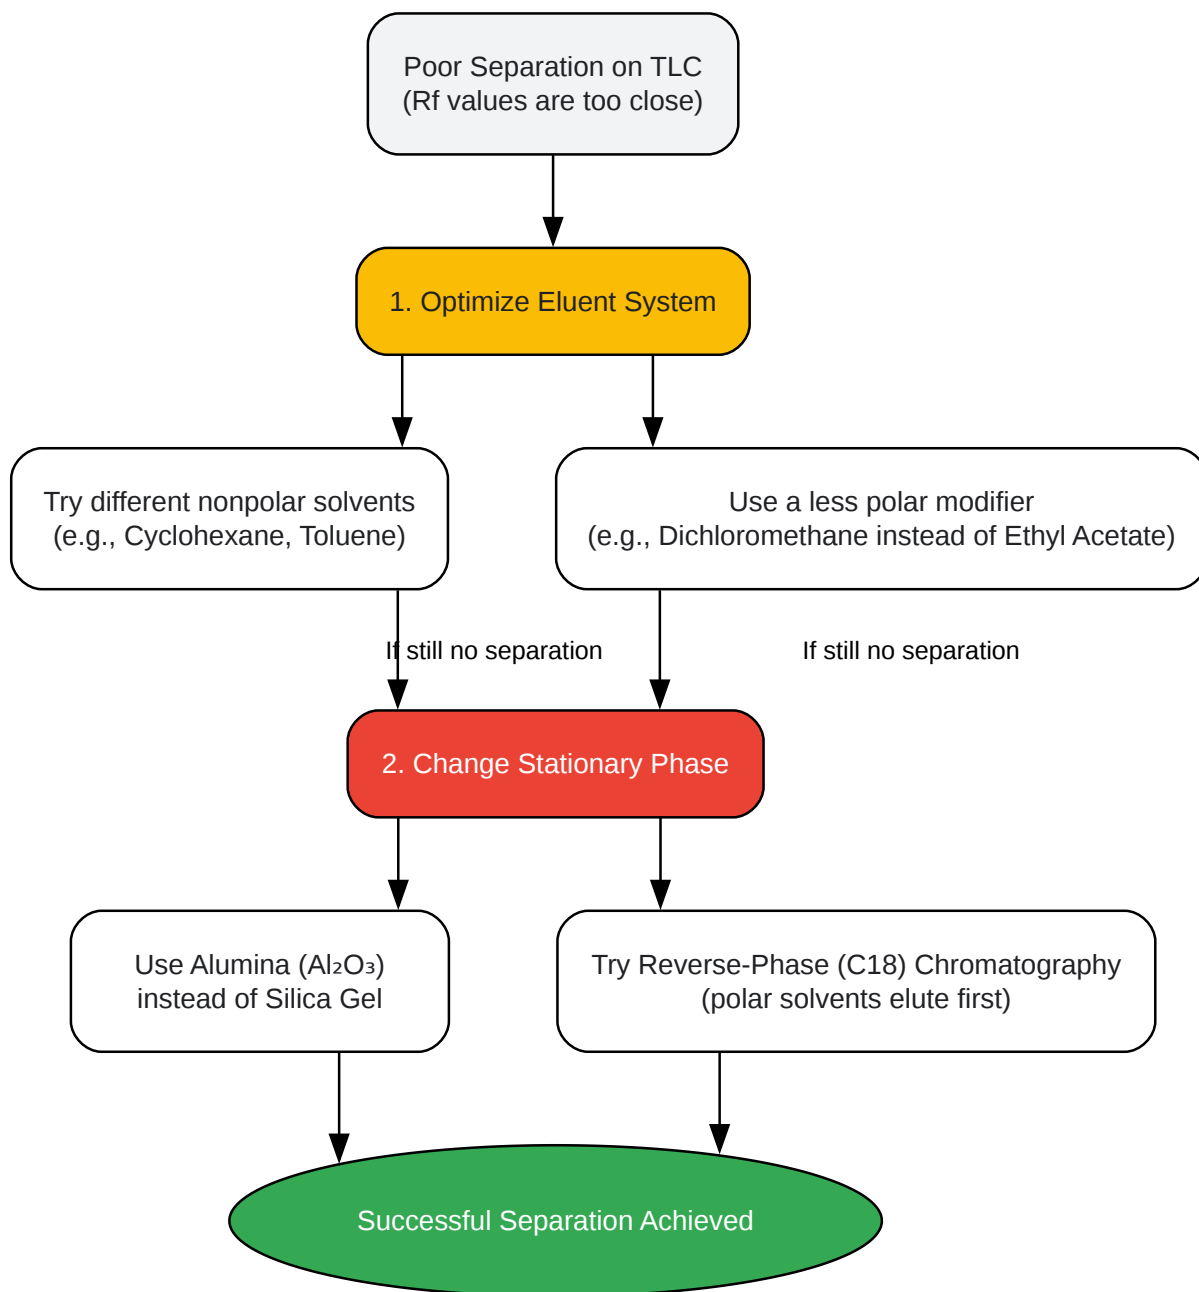 Poor Separation on TLC
(Rf values are too close)
1. Optimize Eluent System
Try different nonpolar solvents
(e.g., Cyclohexane, Toluene)
Use a less polar modifier
(e.g., Dichloromethane instead of Ethyl Acetate)
If still no separation
If still no separation
2. Change Stationary Phase
Use Alumina (Al₂O₃)
instead of Silica Gel
Try Reverse-Phase (C18) Chromatography
(polar solvents elute first)
Successful Separation Achieved